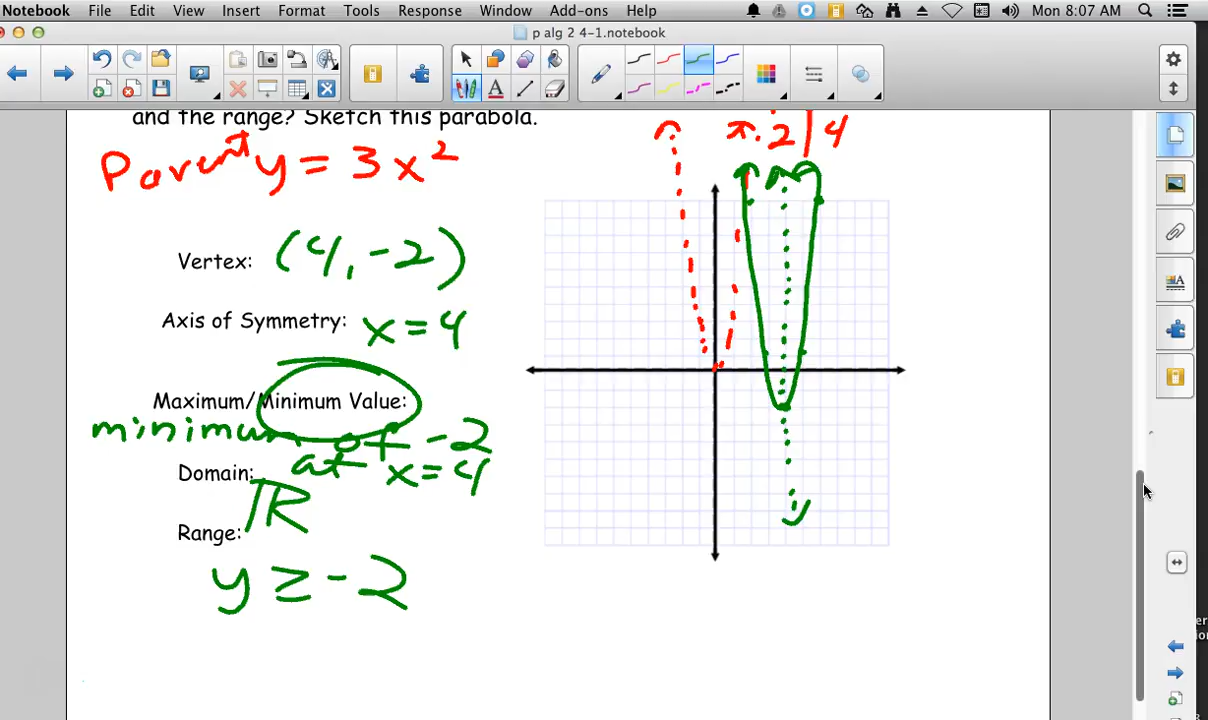 Notebook File Edit View Insert Format Tools Response Window Add-ons Help Mon 8:07 AM
p alg 2 4-1.notebook
and the range? Sketch this parabola.
2 4
Parent y = 3x²
Vertex: (4, -2)
Axis of Symmetry: x = 4
Maximum/Minimum Value:
minimum of -2
at x = 4
Domain: ℝ
Range:
y ≥ -2